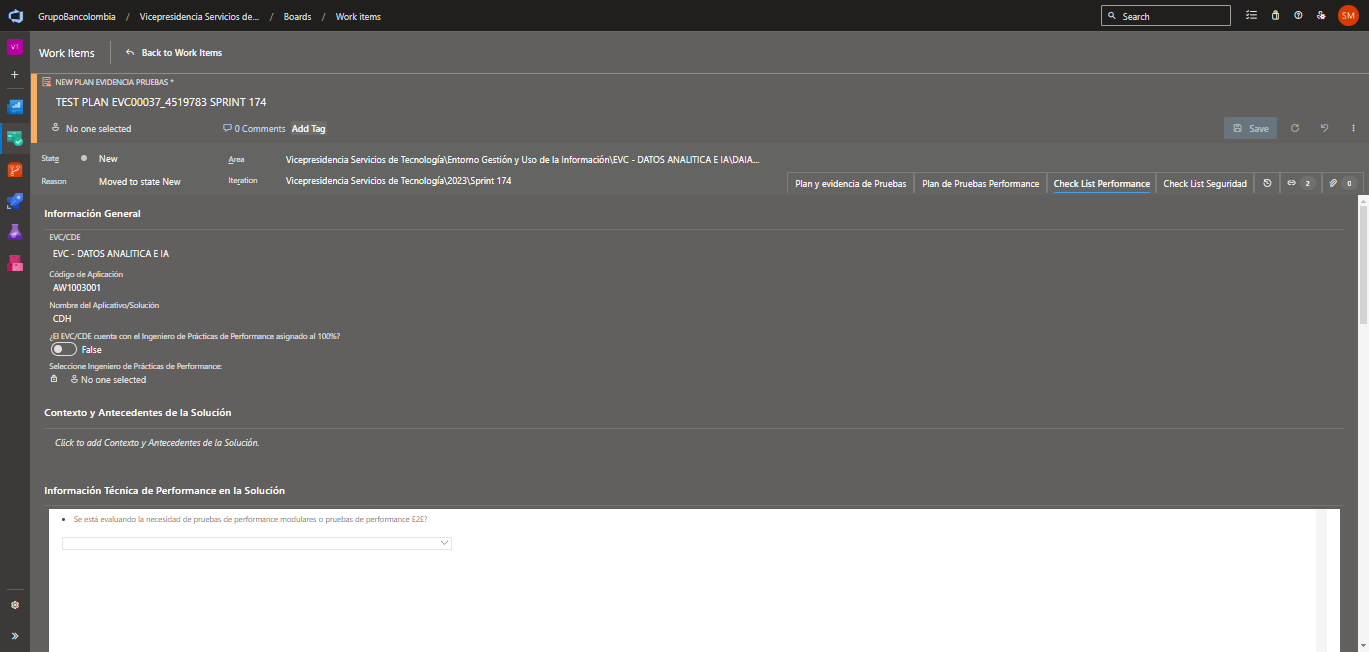 GrupoBancolombia / Vicepresidencia Servicios de... / Boards / Work items
Search
SM
VT
Work Items
Back to Work Items
NEW PLAN EVIDENCIA PRUEBAS *
TEST PLAN EVC00037_4519783 SPRINT 174
No one selected
0 Comments
Add Tag
Save
State New
Area Vicepresidencia Servicios de Tecnología\Entorno Gestión y Uso de la Información\EVC - DATOS ANALITICA E IA\DAIA...
Reason Moved to state New
Iteration Vicepresidencia Servicios de Tecnología\2023\Sprint 174
Plan y evidencia de Pruebas
Plan de Pruebas Performance
Check List Performance
Check List Seguridad
2
0
Información General
EVC/CDE
EVC - DATOS ANALITICA E IA
Código de Aplicación
AW1003001
Nombre del Aplicativo/Solución
CDH
¿El EVC/CDE cuenta con el Ingeniero de Prácticas de Performance asignado al 100%?
False
Seleccione Ingeniero de Prácticas de Performance:
No one selected
Contexto y Antecedentes de la Solución
Click to add Contexto y Antecedentes de la Solución.
Información Técnica de Performance en la Solución
• Se está evaluando la necesidad de pruebas de performance modulares o pruebas de performance E2E?